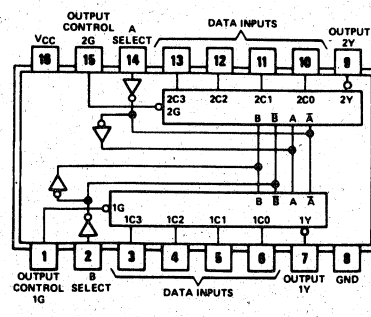 OUTPUT CONTROL 2G
A SELECT
DATA INPUTS
OUTPUT 2Y
VCC
16 15 14 13 12 11 10 9
2C3 2C2 2C1 2C0 2Y
2G
B B̅ A A̅
B B̅ A A̅
1G 1Y
1C3 1C2 1C1 1C0
1 2 3 4 5 6 7 8
OUTPUT CONTROL 1G
B SELECT
DATA INPUTS
OUTPUT 1Y
GND